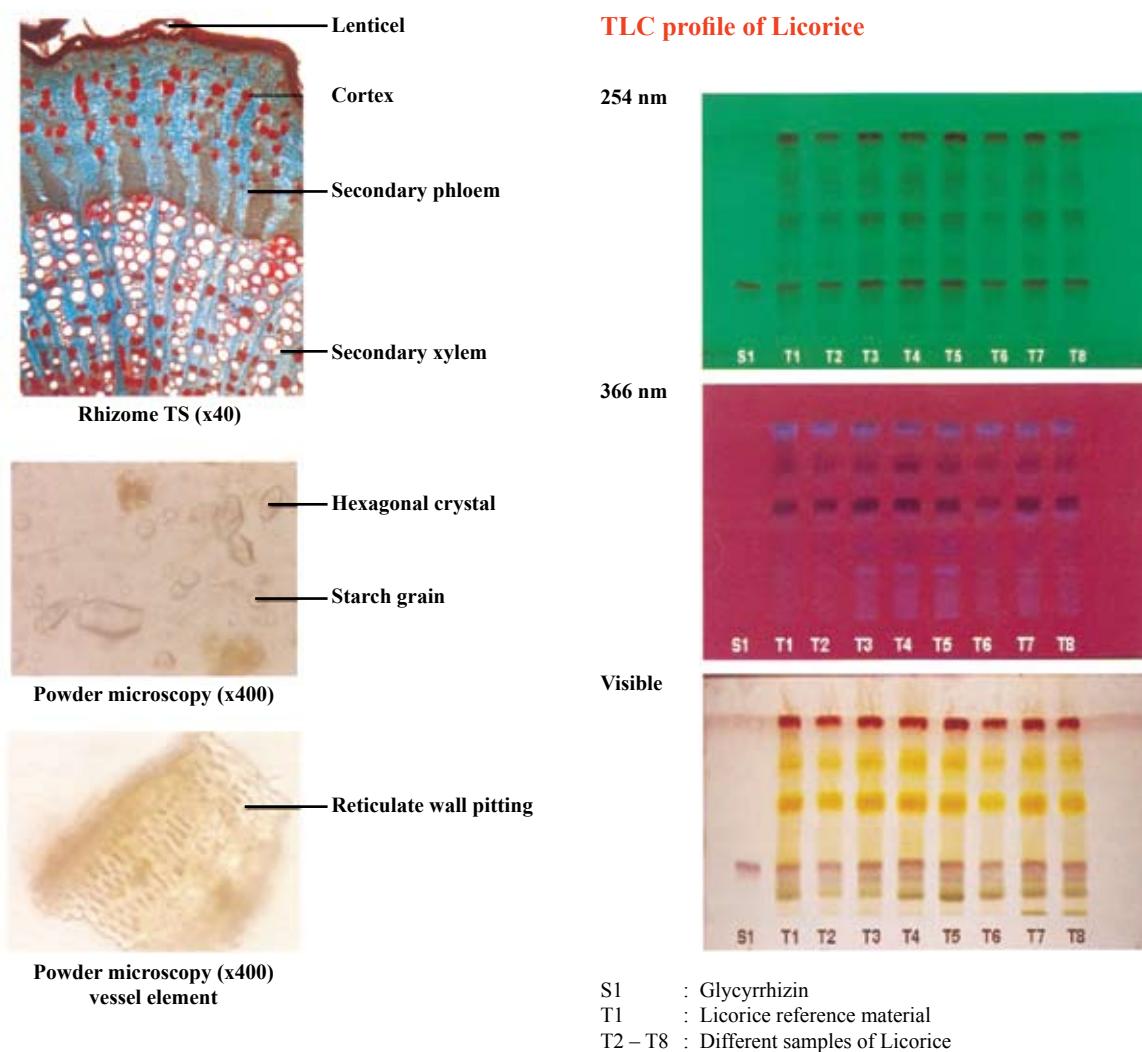 Lenticel
Cortex
Secondary phloem
Secondary xylem
Rhizome TS (x40)
Hexagonal crystal
Starch grain
Powder microscopy (x400)
Reticulate wall pitting
Powder microscopy (x400)
vessel element
TLC profile of Licorice
254 nm
S1 T1 T2 T3 T4 T5 T6 T7 T8
366 nm
S1 T1 T2 T3 T4 T5 T6 T7 T8
Visible
S1 T1 T2 T3 T4 T5 T6 T7 T8
S1 : Glycyrrhizin
T1 : Licorice reference material
T2 – T8 : Different samples of Licorice